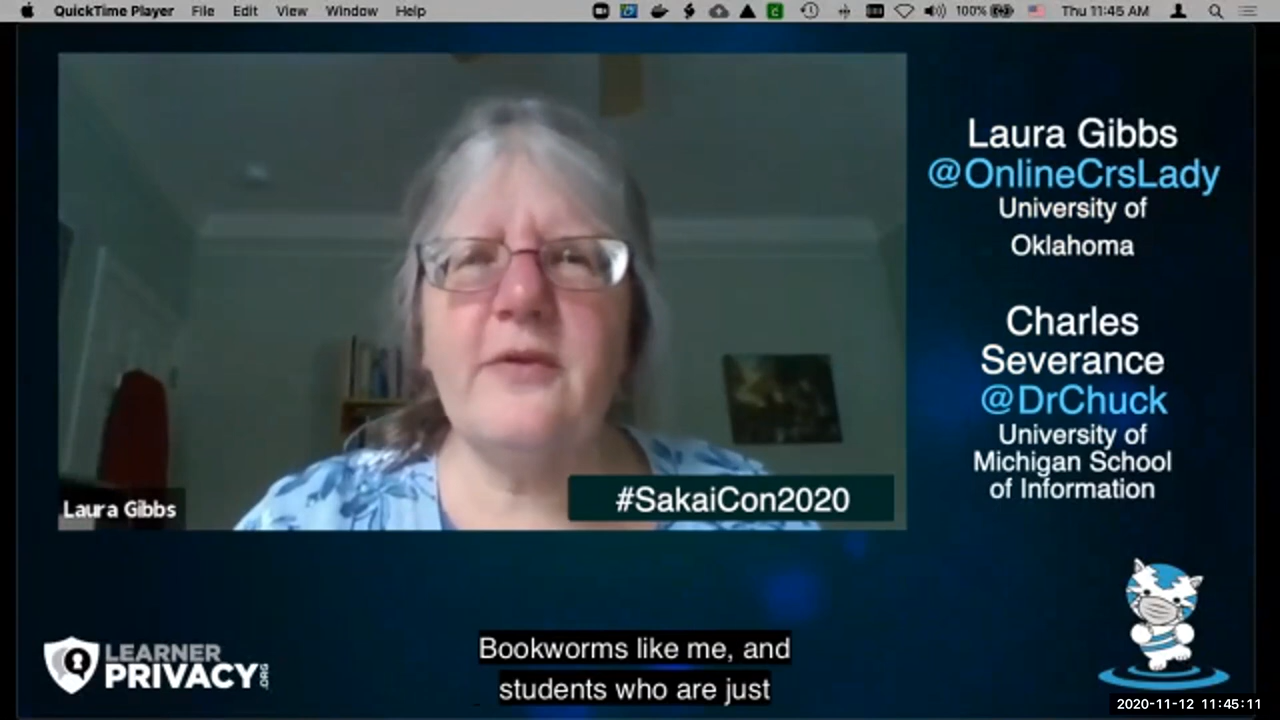 QuickTime Player File Edit View Window Help 100% Thu 11:45 AM
Laura Gibbs
@OnlineCrsLady
University of
Oklahoma
Charles
Severance
@DrChuck
University of
Michigan School
of Information
#SakaiCon2020
Laura Gibbs
LEARNER
PRIVACY.ORG
Bookworms like me, and
students who are just
2020-11-12 11:45:11